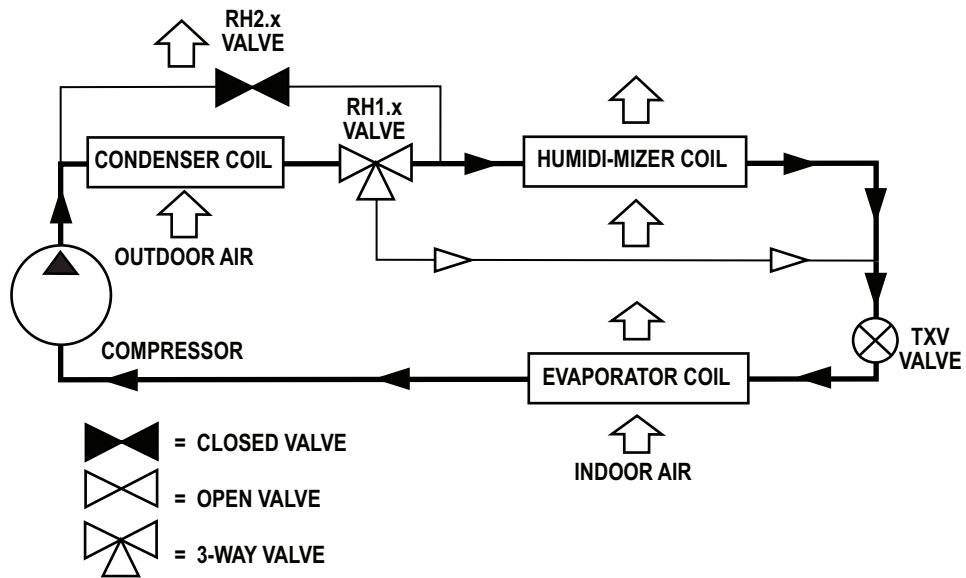 RH2.x
VALVE
RH1.x
VALVE
CONDENSER COIL
HUMIDI-MIZER COIL
OUTDOOR AIR
TXV
VALVE
COMPRESSOR
EVAPORATOR COIL
INDOOR AIR
= CLOSED VALVE
= OPEN VALVE
= 3-WAY VALVE